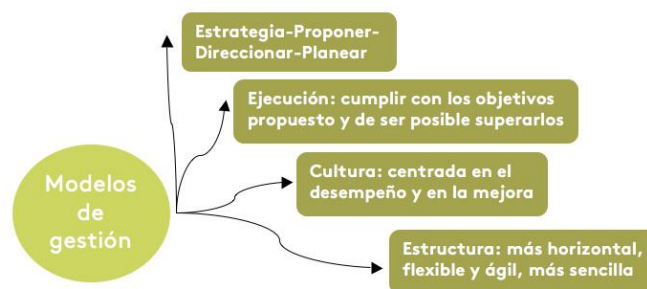 Estrategia-Proponer-
Direccionar-Planear
Ejecución: cumplir con los objetivos
propuesto y de ser posible superarlos
Modelos
de
gestión
Cultura: centrada en el
desempeño y en la mejora
Estructura: más horizontal,
flexible y ágil, más sencilla